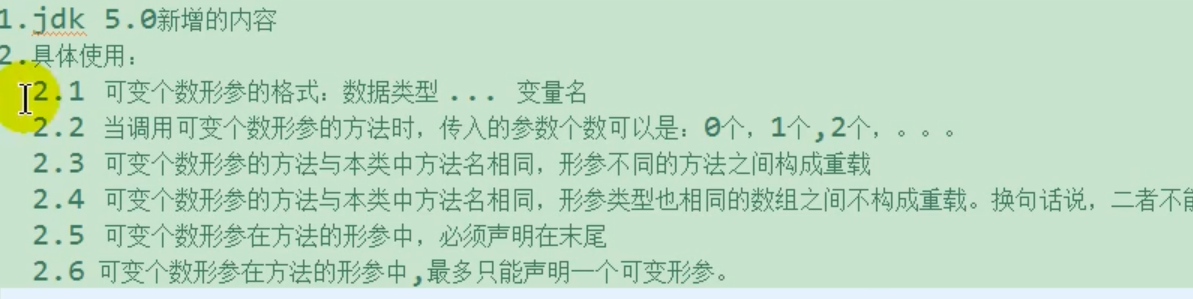 1.jdk 5.0新增的内容
2.具体使用：
2.1 可变个数形参的格式：数据类型 ... 变量名
2.2 当调用可变个数形参的方法时，传入的参数个数可以是：0个，1个,2个，。。。
2.3 可变个数形参的方法与本类中方法名相同，形参不同的方法之间构成重载
2.4 可变个数形参的方法与本类中方法名相同，形参类型也相同的数组之间不构成重载。换句话说，二者不能
2.5 可变个数形参在方法的形参中，必须声明在末尾
2.6 可变个数形参在方法的形参中,最多只能声明一个可变形参。